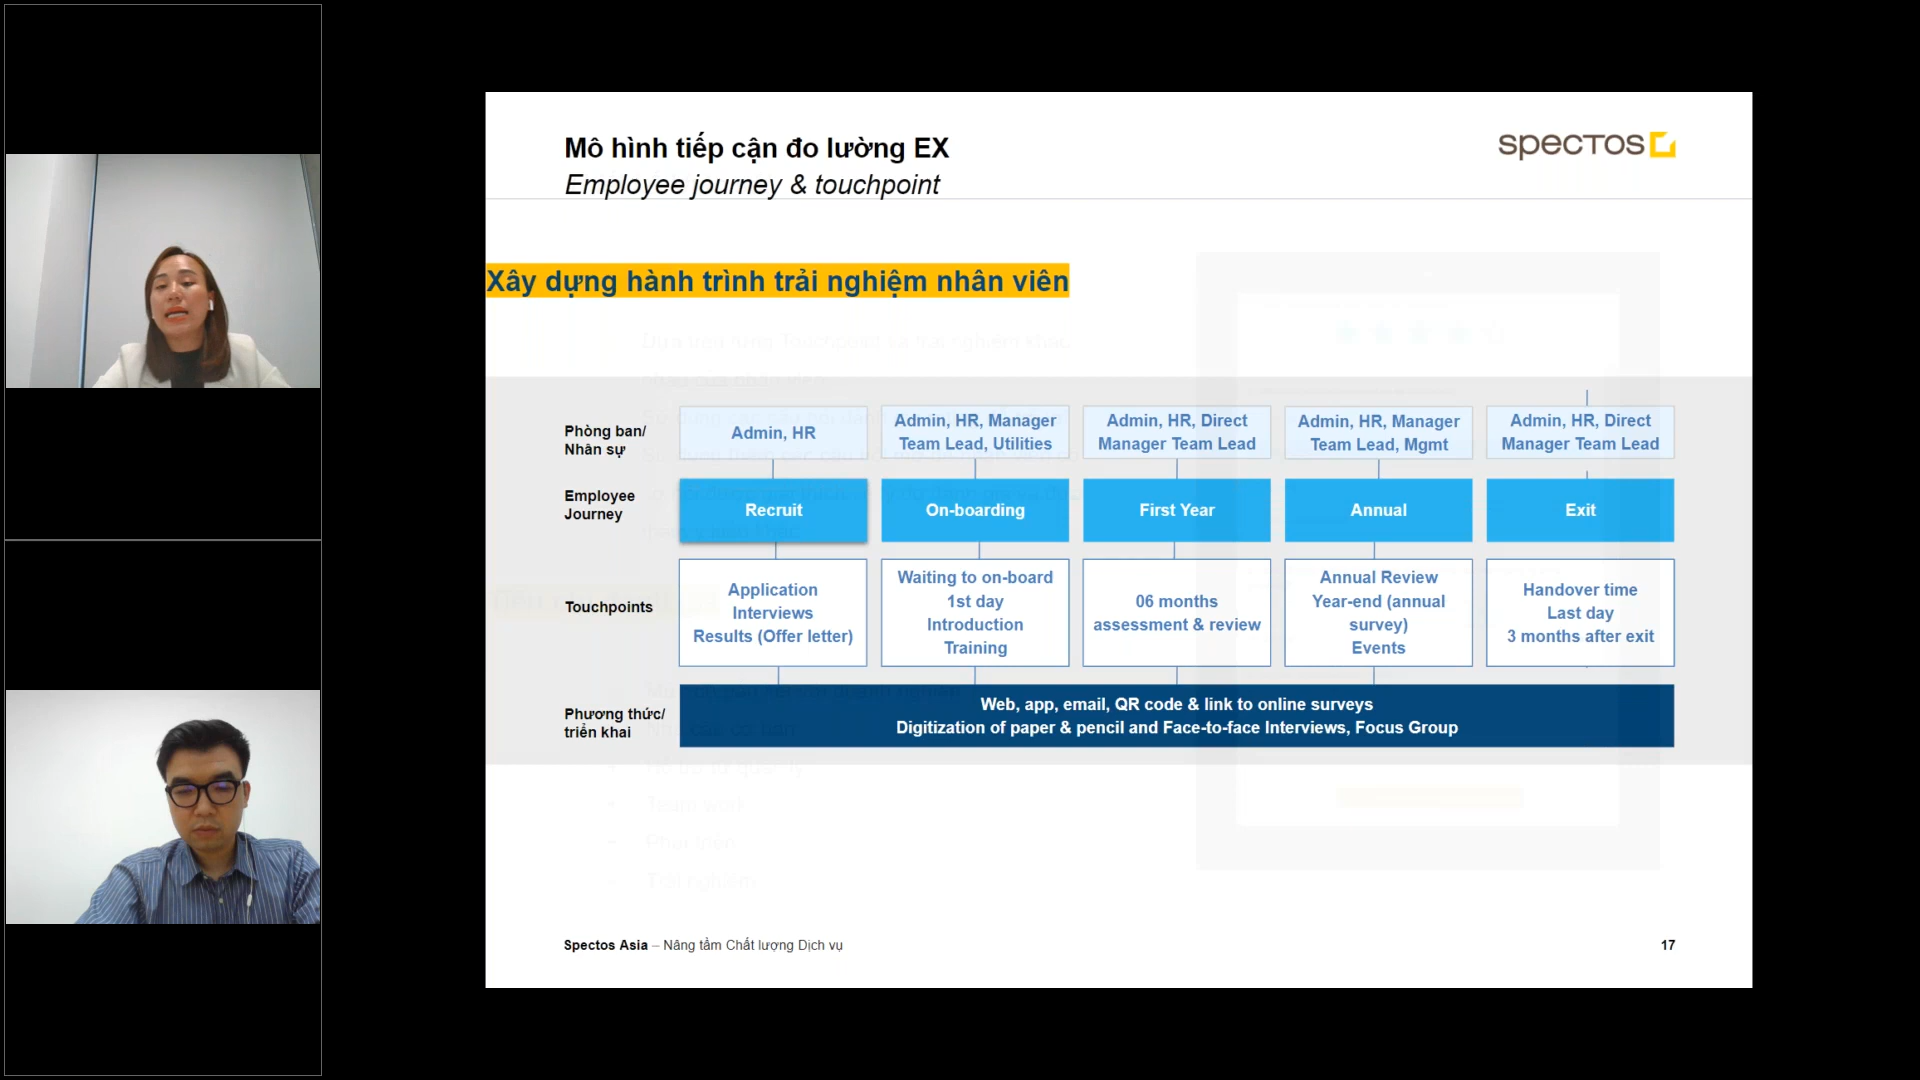 Mô hình tiếp cận đo lường EX
Employee journey & touchpoint
spectos
Xây dựng hành trình trải nghiệm nhân viên
Phòng ban/
Nhân sự
Admin, HR
Admin, HR, Manager
Team Lead, Utilities
Admin, HR, Direct
Manager Team Lead
Admin, HR, Manager
Team Lead, Mgmt
Admin, HR, Direct
Manager Team Lead
Employee
Journey
Recruit
On-boarding
First Year
Annual
Exit
Touchpoints
Application
Interviews
Results (Offer letter)
Waiting to on-board
1st day
Introduction
Training
06 months
assessment & review
Annual Review
Year-end (annual
survey)
Events
Handover time
Last day
3 months after exit
Phương thức/
triển khai
Web, app, email, QR code & link to online surveys
Digitization of paper & pencil and Face-to-face Interviews, Focus Group
Team work
Phát triển
Trải nghiệm
Spectos Asia – Nâng tầm Chất lượng Dịch vụ
17